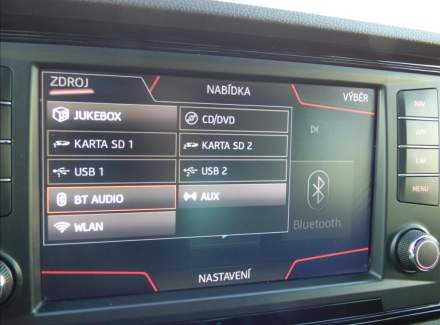 ZDROJ
NABÍDKA
VÝBĚR
JUKEBOX
CD/DVD
KARTA SD 1
KARTA SD 2
USB 1
USB 2
BT AUDIO
AUX
WLAN
Bluetooth
NASTAVENÍ
NAV
MENU